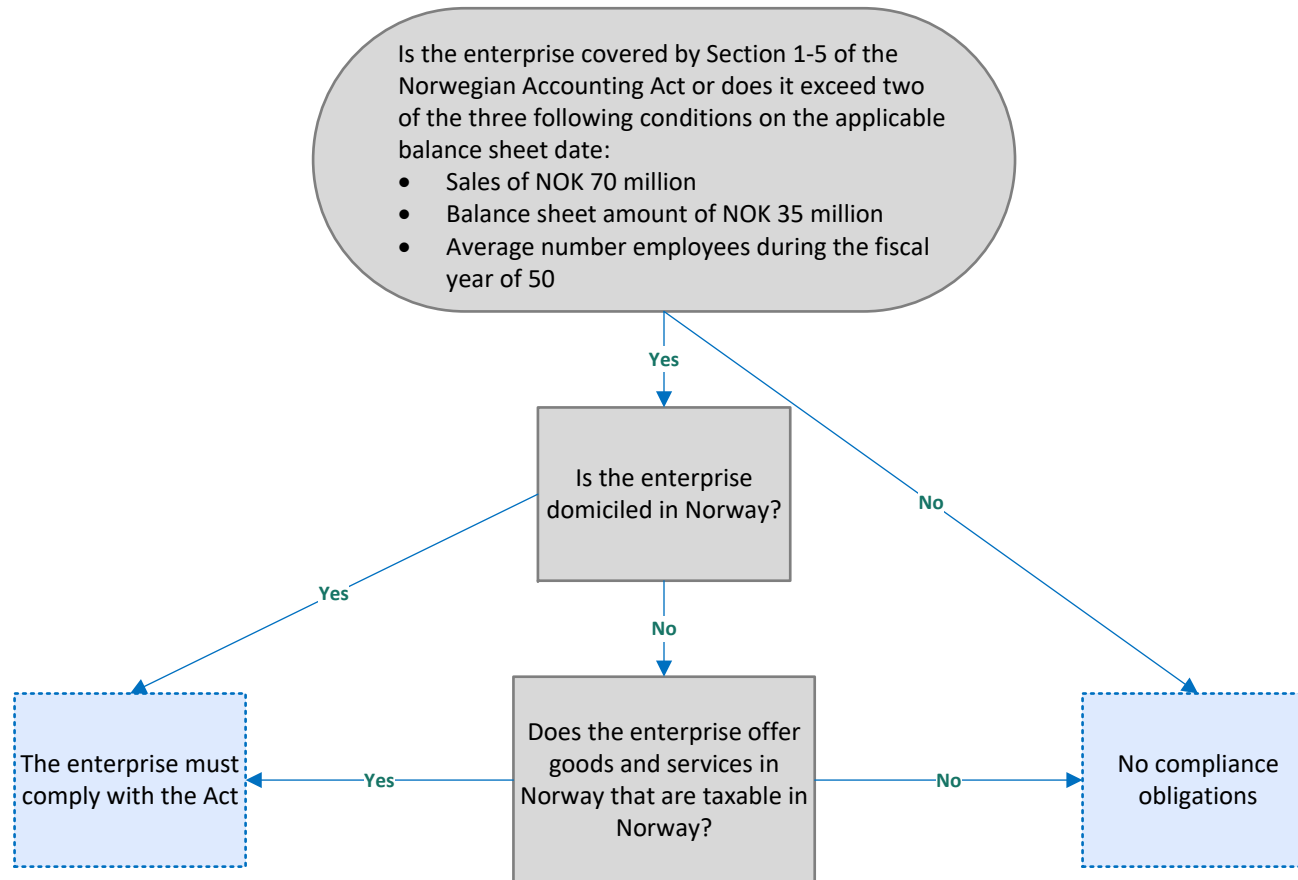 Is the enterprise covered by Section 1-5 of the
Norwegian Accounting Act or does it exceed two
of the three following conditions on the applicable
balance sheet date:
• Sales of NOK 70 million
• Balance sheet amount of NOK 35 million
• Average number employees during the fiscal
year of 50
Yes
Is the enterprise
domiciled in Norway?
No
Yes
No
The enterprise must
comply with the Act
Yes
Does the enterprise offer
goods and services in
Norway that are taxable in
Norway?
No
No compliance
obligations